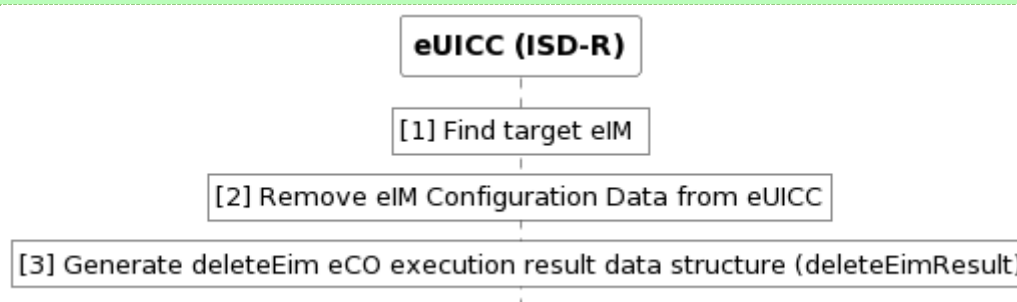 eUICC (ISD-R)
[1] Find target eIM
[2] Remove eIM Configuration Data from eUICC
[3] Generate deleteEim eCO execution result data structure (deleteEimResult)